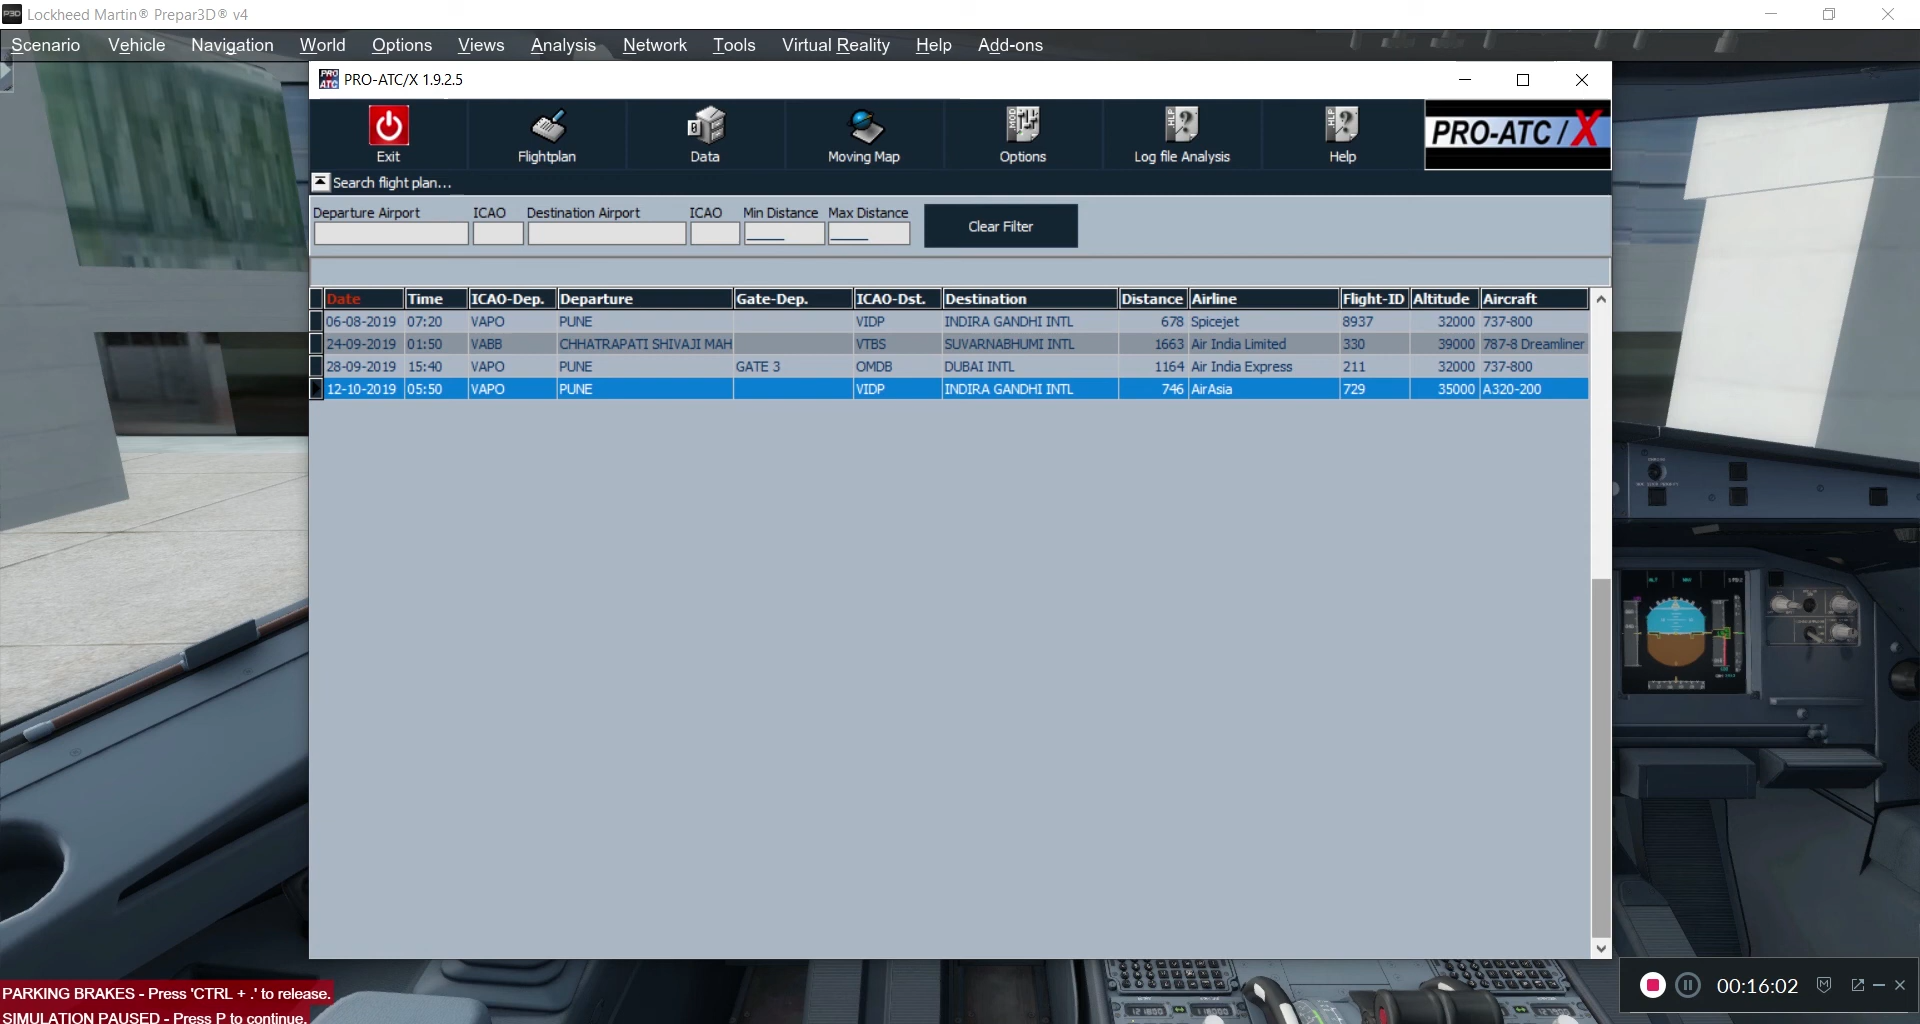 Lockheed Martin® Prepar3D® v4
Scenario Vehicle Navigation World Options Views Analysis Network Tools Virtual Reality Help Add-ons
PRO-ATC/X 1.9.2.5
Exit Flightplan Data Moving Map Options Log file Analysis Help PRO-ATC/X
Search flight plan...
Departure Airport ICAO Destination Airport ICAO Min Distance Max Distance
Clear Filter
Date Time ICAO-Dep. Departure Gate-Dep. ICAO-Dst. Destination Distance Airline Flight-ID Altitude Aircraft
06-08-2019 07:20 VAPO PUNE VIDP INDIRA GANDHI INTL 678 Spicejet 8937 32000 737-800
24-09-2019 01:50 VABB CHHATRAPATI SHIVAJI MAH VTBS SUVARNABHUMI INTL 1663 Air India Limited 330 39000 787-8 Dreamliner
28-09-2019 15:40 VAPO PUNE GATE 3 OMDB DUBAI INTL 1164 Air India Express 211 32000 737-800
12-10-2019 05:50 VAPO PUNE VIDP INDIRA GANDHI INTL 746 AirAsia 729 35000 A320-200
PARKING BRAKES - Press 'CTRL + .' to release.
SIMULATION PAUSED - Press P to continue.
00:16:02